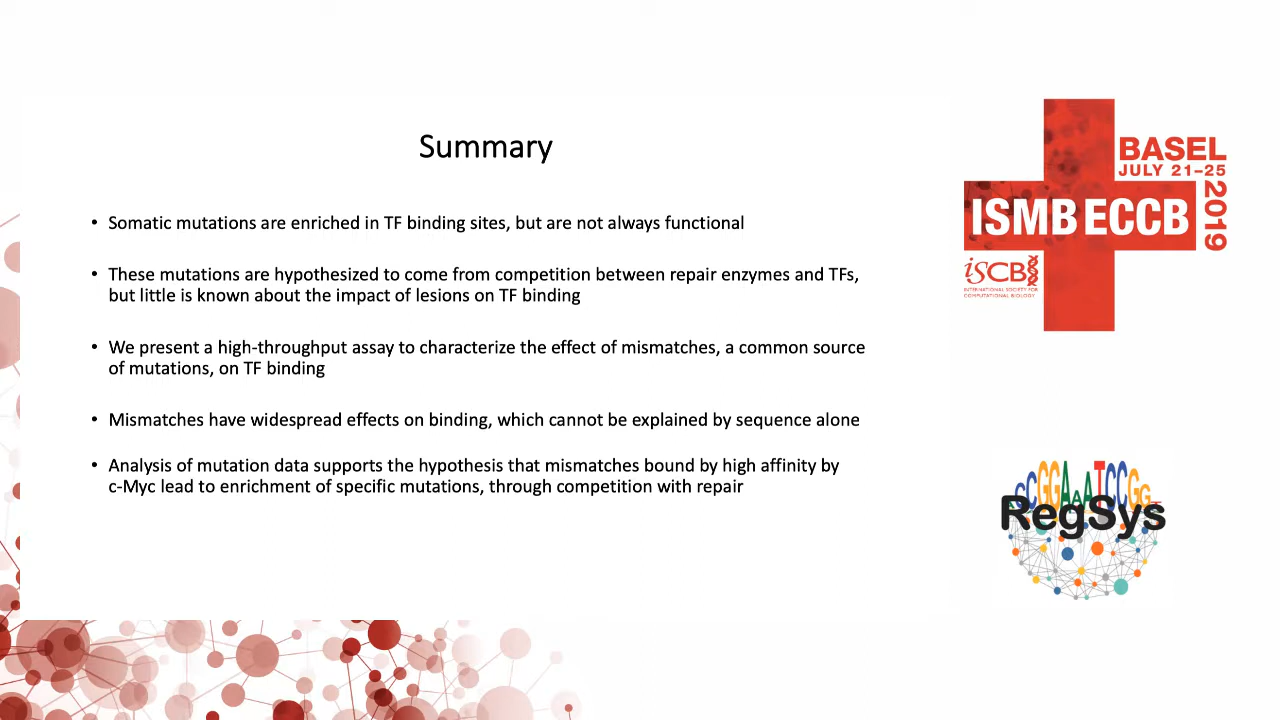 Summary
• Somatic mutations are enriched in TF binding sites, but are not always functional
• These mutations are hypothesized to come from competition between repair enzymes and TFs,
but little is known about the impact of lesions on TF binding
• We present a high-throughput assay to characterize the effect of mismatches, a common source
of mutations, on TF binding
• Mismatches have widespread effects on binding, which cannot be explained by sequence alone
• Analysis of mutation data supports the hypothesis that mismatches bound by high affinity by
c-Myc lead to enrichment of specific mutations, through competition with repair
BASEL
JULY 21–25
2019
ISMB ECCB
iSCB
INTERNATIONAL SOCIETY FOR
COMPUTATIONAL BIOLOGY
CCGGAAATCCGG
RegSys